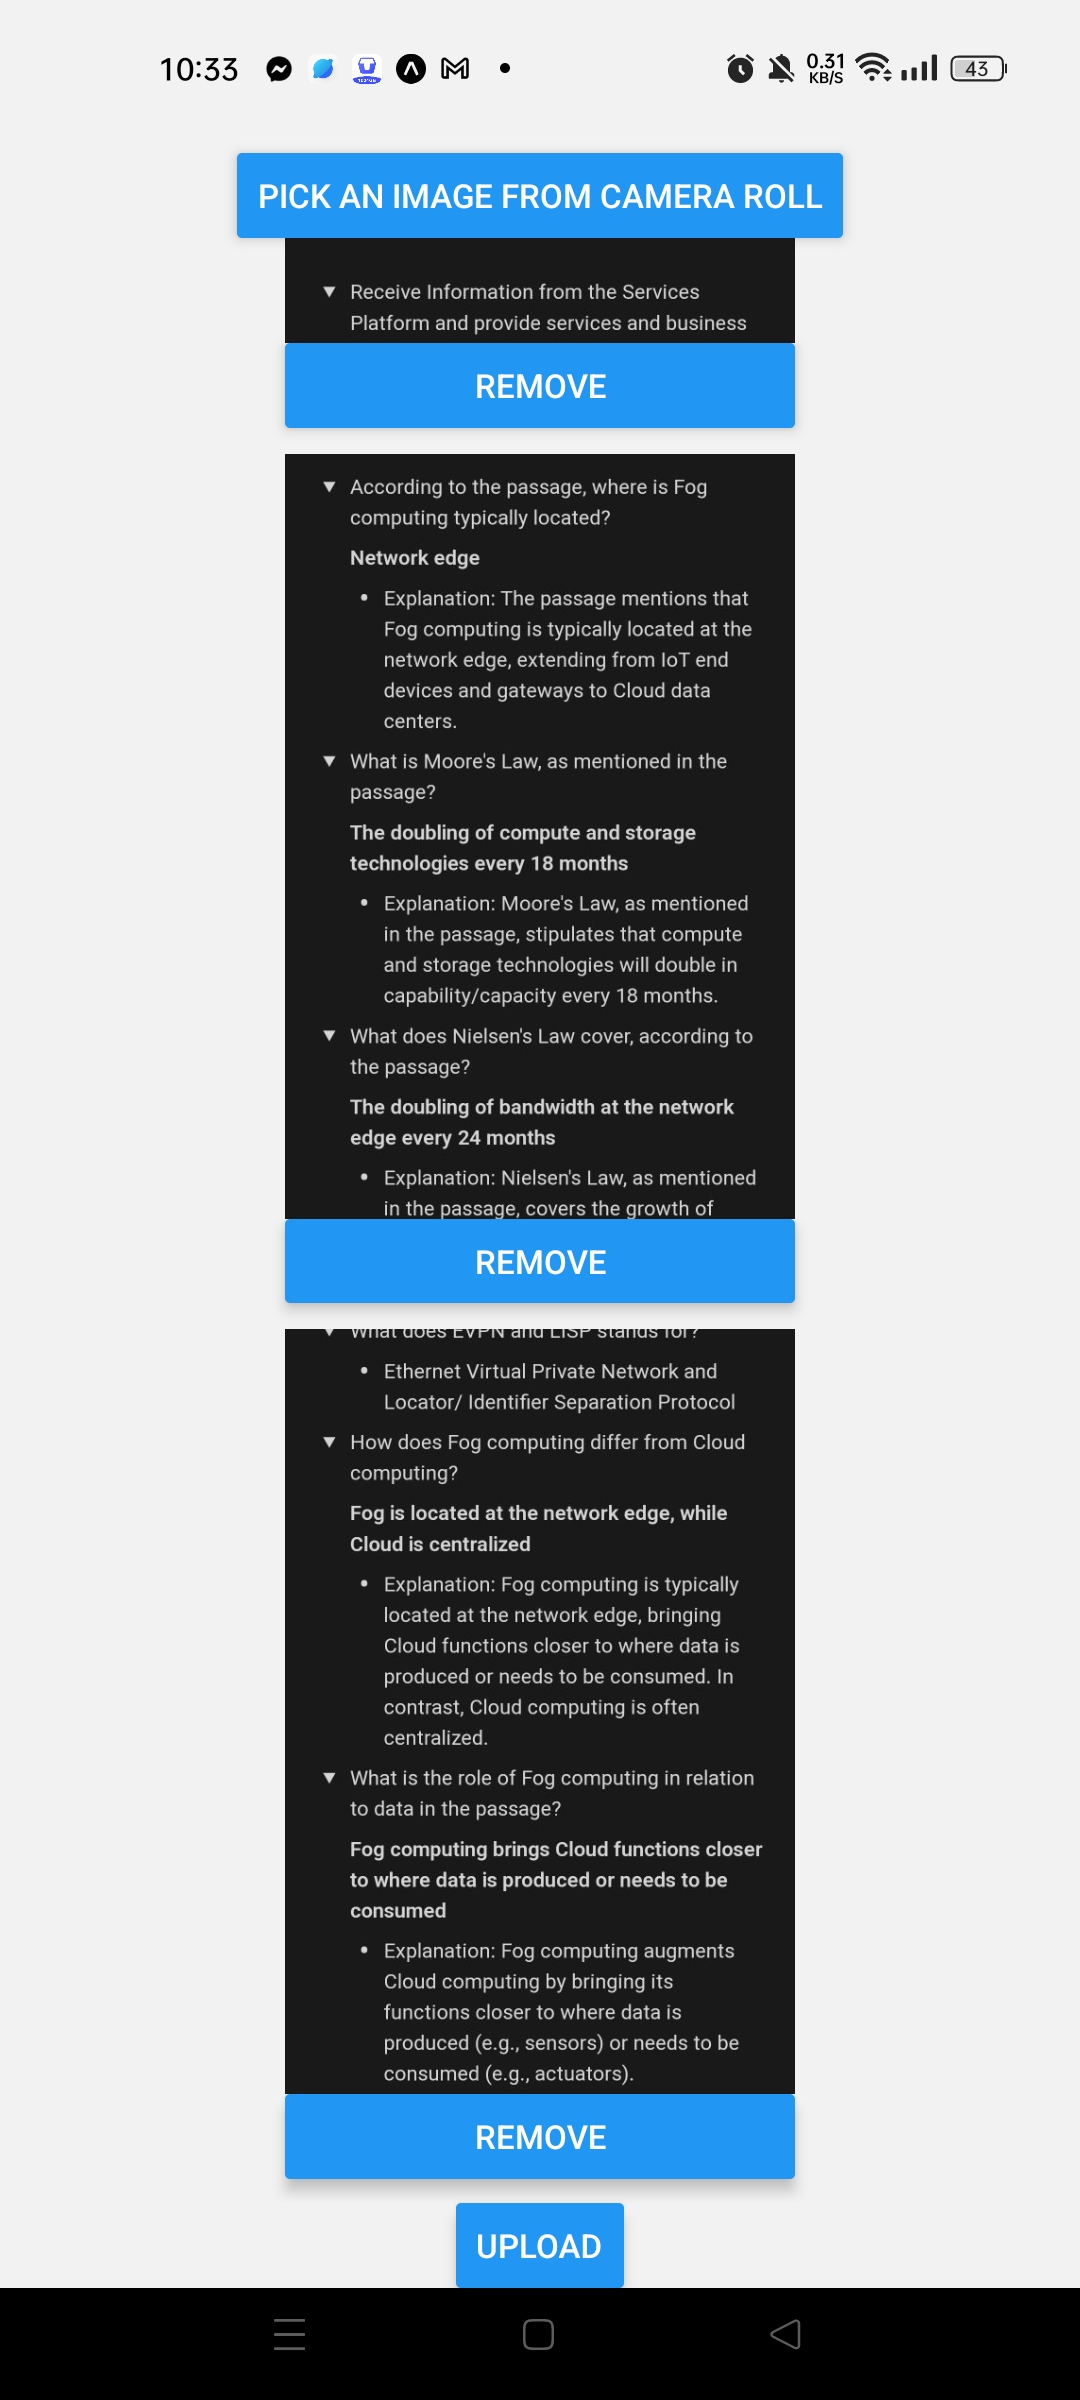 10:33
0.31
KB/S
43
PICK AN IMAGE FROM CAMERA ROLL
Receive Information from the Services
Platform and provide services and business
REMOVE
According to the passage, where is Fog
computing typically located?
Network edge
Explanation: The passage mentions that
Fog computing is typically located at the
network edge, extending from IoT end
devices and gateways to Cloud data
centers.
What is Moore's Law, as mentioned in the
passage?
The doubling of compute and storage
technologies every 18 months
Explanation: Moore's Law, as mentioned
in the passage, stipulates that compute
and storage technologies will double in
capability/capacity every 18 months.
What does Nielsen's Law cover, according to
the passage?
The doubling of bandwidth at the network
edge every 24 months
Explanation: Nielsen's Law, as mentioned
in the passage, covers the growth of
REMOVE
What does EVPN and LISP stands for?
Ethernet Virtual Private Network and
Locator/ Identifier Separation Protocol
How does Fog computing differ from Cloud
computing?
Fog is located at the network edge, while
Cloud is centralized
Explanation: Fog computing is typically
located at the network edge, bringing
Cloud functions closer to where data is
produced or needs to be consumed. In
contrast, Cloud computing is often
centralized.
What is the role of Fog computing in relation
to data in the passage?
Fog computing brings Cloud functions closer
to where data is produced or needs to be
consumed
Explanation: Fog computing augments
Cloud computing by bringing its
functions closer to where data is
produced (e.g., sensors) or needs to be
consumed (e.g., actuators).
REMOVE
UPLOAD